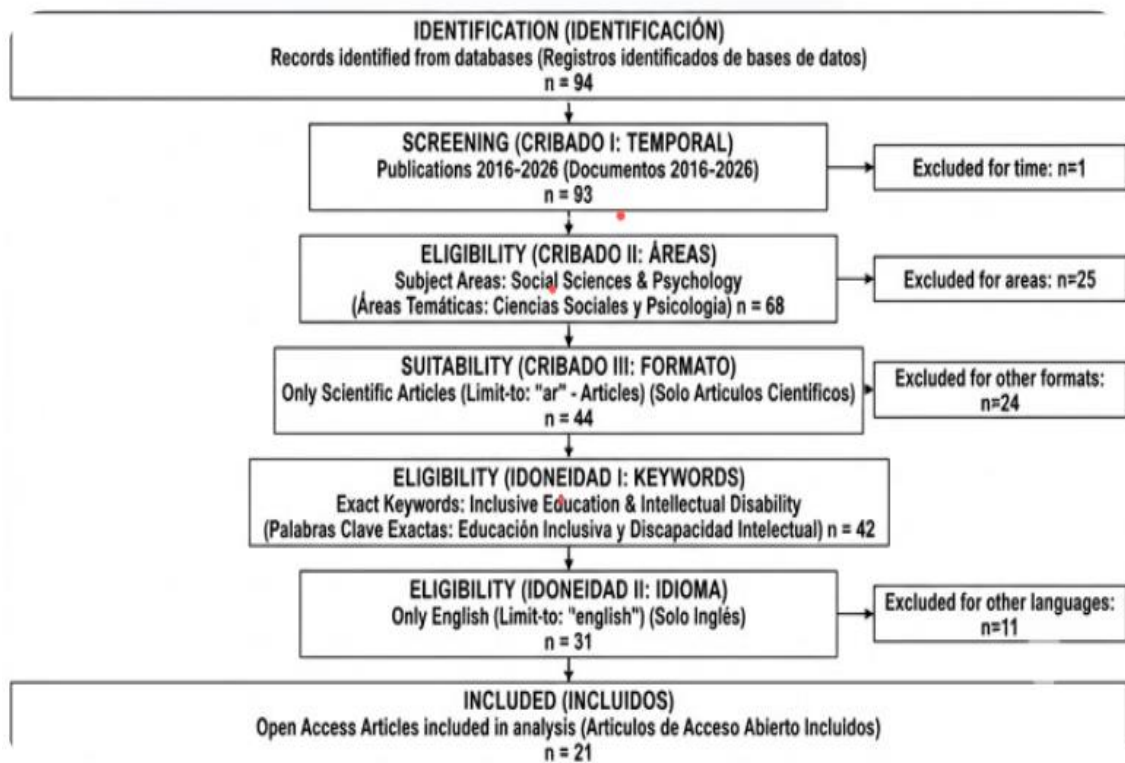 IDENTIFICATION (IDENTIFICACIÓN)
Records identified from databases (Registros identificados de bases de datos)
n = 94
SCREENING (CRIBADO I: TEMPORAL)
Publications 2016-2026 (Documentos 2016-2026)
n = 93
Excluded for time: n=1
ELIGIBILITY (CRIBADO II: ÁREAS)
Subject Areas: Social Sciences & Psychology
(Áreas Temáticas: Ciencias Sociales y Psicologia) n = 68
Excluded for areas: n=25
SUITABILITY (CRIBADO III: FORMATO)
Only Scientific Articles (Limit-to: "ar" - Articles) (Solo Articulos Cientificos)
n = 44
Excluded for other formats:
n=24
ELIGIBILITY (IDONEIDAD I: KEYWORDS)
Exact Keywords: Inclusive Education & Intellectual Disability
(Palabras Clave Exactas: Educación Inclusiva y Discapacidad Intelectual) n = 42
ELIGIBILITY (IDONEIDAD II: IDIOMA)
Only English (Limit-to: "english") (Solo Inglés)
n = 31
Excluded for other languages:
n=11
INCLUDED (INCLUIDOS)
Open Access Articles included in analysis (Articulos de Acceso Abierto Incluidos)
n = 21